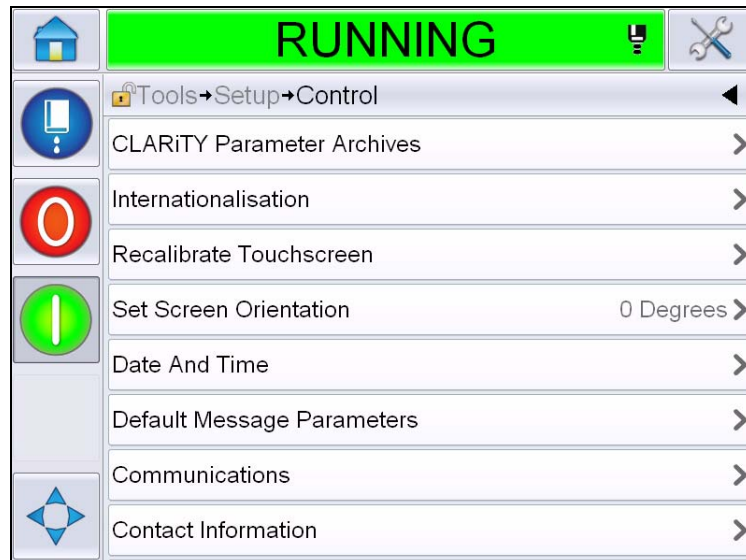 RUNNING
Tools→Setup→Control
CLARiTY Parameter Archives
Internationalisation
Recalibrate Touchscreen
Set Screen Orientation 0 Degrees
Date And Time
Default Message Parameters
Communications
Contact Information